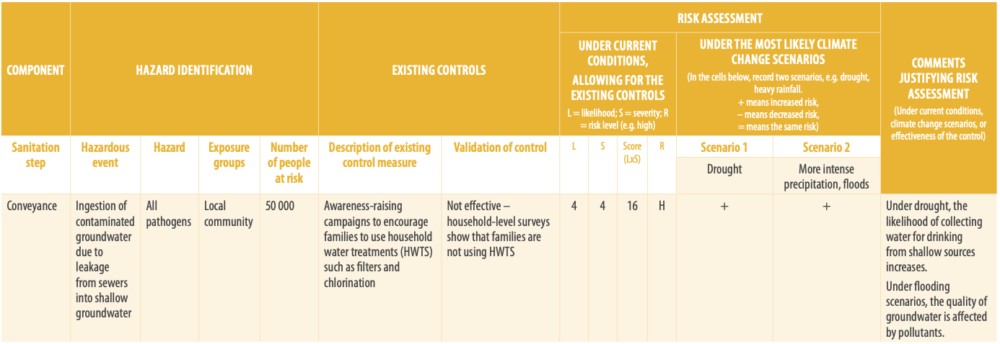 COMPONENT
HAZARD IDENTIFICATION
EXISTING CONTROLS
RISK ASSESSMENT
UNDER CURRENT
CONDITIONS,
ALLOWING FOR THE
EXISTING CONTROLS
L = likelihood; S = severity; R
= risk level (e.g. high)
UNDER THE MOST LIKELY CLIMATE
CHANGE SCENARIOS
(In the cells below, record two scenarios, e.g. drought,
heavy rainfall.
+ means increased risk,
– means decreased risk,
= means the same risk)
COMMENTS
JUSTIFYING RISK
ASSESSMENT
(Under current conditions,
climate change scenarios, or
effectiveness of the control)
Sanitation
step
Hazardous
event
Hazard
Exposure
groups
Number
of people
at risk
Description of existing
control measure
Validation of control
L
S
Score
(LxS)
R
Scenario 1
Scenario 2
Drought
More intense
precipitation, floods
Conveyance
Ingestion of
contaminated
groundwater
due to
leakage
from sewers
into shallow
groundwater
All
pathogens
Local
community
50 000
Awareness-raising
campaigns to encourage
families to use household
water treatments (HWTS)
such as filters and
chlorination
Not effective –
household-level surveys
show that families are
not using HWTS
4
4
16
H
+
+
Under drought, the
likelihood of collecting
water for drinking
from shallow sources
increases.
Under flooding
scenarios, the quality of
groundwater is affected
by pollutants.